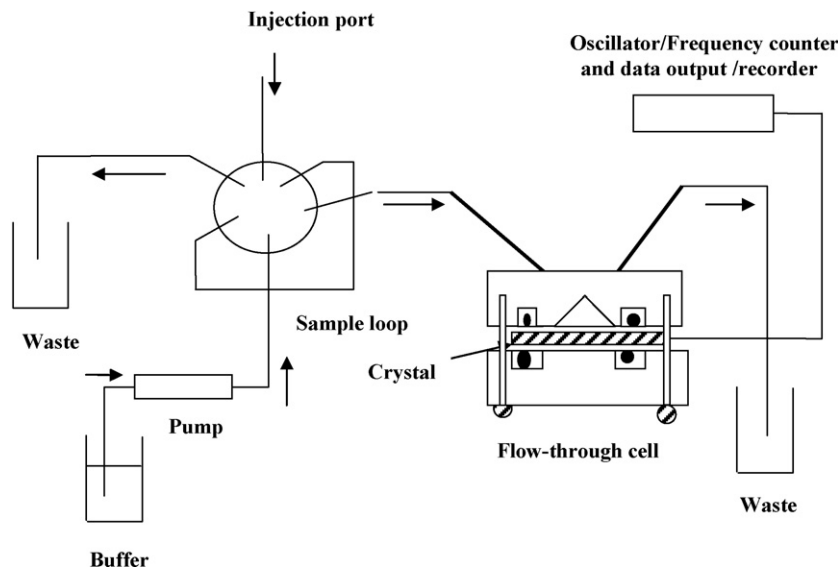 Injection port
Oscillator/Frequency counter
and data output /recorder
Waste
Sample loop
Crystal
Pump
Flow-through cell
Waste
Buffer